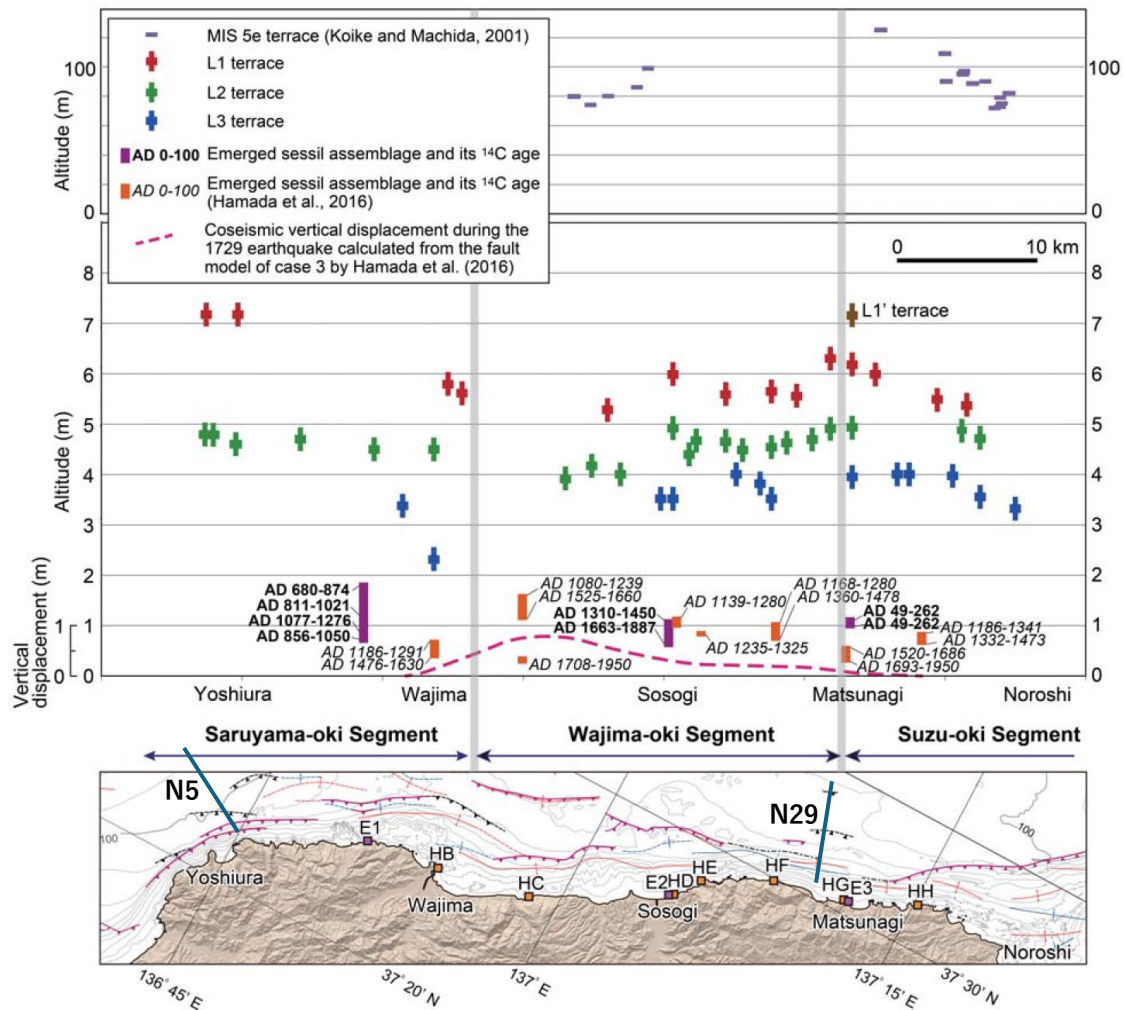 MIS 5e terrace (Koike and Machida, 2001)
L1 terrace
L2 terrace
L3 terrace
AD 0-100 Emerged sessil assemblage and its ¹⁴C age
AD 0-100 Emerged sessil assemblage and its ¹⁴C age
(Hamada et al., 2016)
Coseismic vertical displacement during the
1729 earthquake calculated from the fault
model of case 3 by Hamada et al. (2016)
Altitude (m)
100
0
100
0
0 10 km
Altitude (m)
8
7
6
5
4
3
2
1
0
8
7
6
5
4
3
2
1
0
L1' terrace
Vertical
displacement (m)
1
0
AD 680-874
AD 811-1021
AD 1077-1276
AD 856-1050
AD 1186-1291
AD 1476-1630
AD 1080-1239
AD 1525-1660
AD 1708-1950
AD 1310-1450
AD 1663-1887
AD 1139-1280
AD 1235-1325
AD 1168-1280
AD 1360-1478
AD 49-262
AD 49-262
AD 1186-1341
AD 1332-1473
AD 1520-1686
AD 1693-1950
Yoshiura Wajima Sosogi Matsunagi Noroshi
Saruyama-oki Segment Wajima-oki Segment Suzu-oki Segment
N5
N29
100
100
E1
HB
HC
E2HD
HE
HF
HGE3
HH
Yoshiura
Wajima
Sosogi
Matsunagi
Noroshi
136° 45' E
37° 20' N
137° E
137° 15' E
37° 30' N